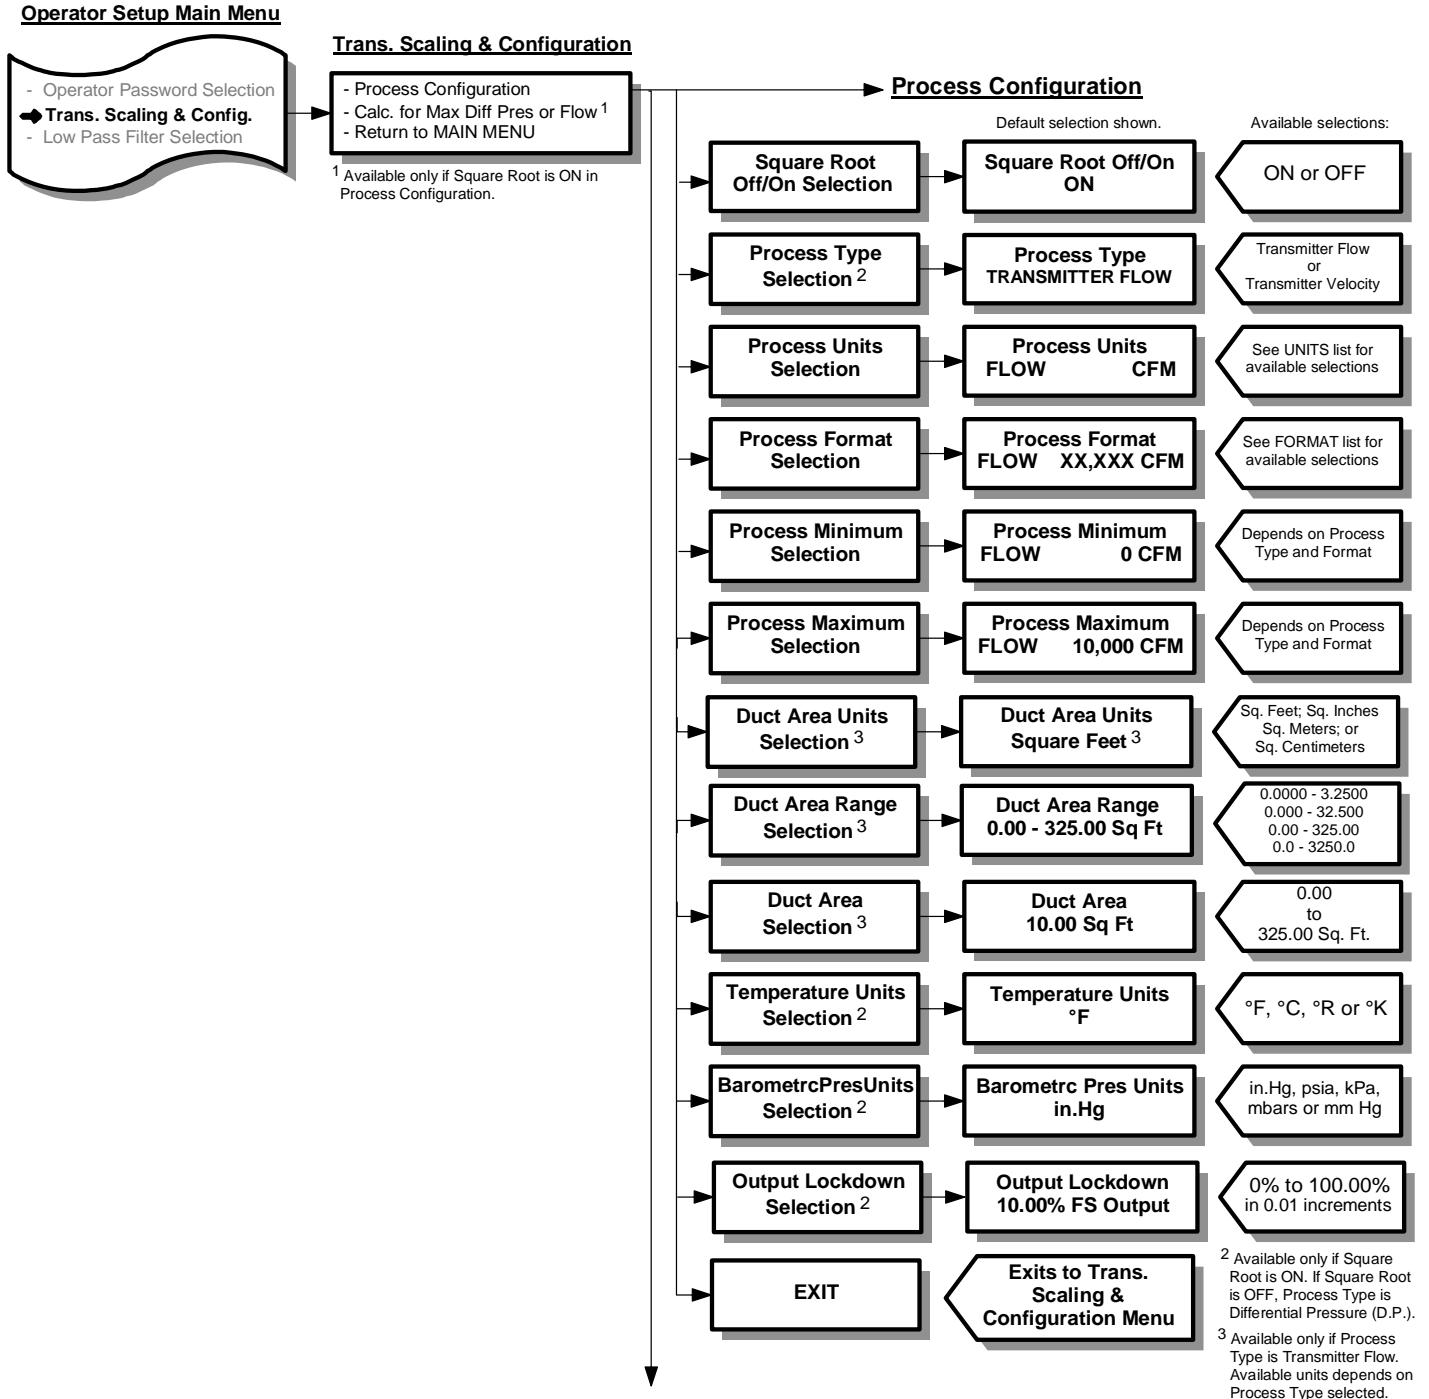 Operator Setup Main Menu
- Operator Password Selection
Trans. Scaling & Config.
- Low Pass Filter Selection
Trans. Scaling & Configuration
- Process Configuration
- Calc. for Max Diff Pres or Flow 1
- Return to MAIN MENU
1 Available only if Square Root is ON in
Process Configuration.
Process Configuration
Default selection shown.
Available selections:
Square Root
Off/On Selection
Square Root Off/On
ON
ON or OFF
Process Type
Selection 2
Process Type
TRANSMITTER FLOW
Transmitter Flow
or
Transmitter Velocity
Process Units
Selection
Process Units
FLOW CFM
See UNITS list for
available selections
Process Format
Selection
Process Format
FLOW XX,XXX CFM
See FORMAT list for
available selections
Process Minimum
Selection
Process Minimum
FLOW 0 CFM
Depends on Process
Type and Format
Process Maximum
Selection
Process Maximum
FLOW 10,000 CFM
Depends on Process
Type and Format
Duct Area Units
Selection 3
Duct Area Units
Square Feet 3
Sq. Feet; Sq. Inches
Sq. Meters; or
Sq. Centimeters
Duct Area Range
Selection 3
Duct Area Range
0.00 - 325.00 Sq Ft
0.0000 - 3.2500
0.000 - 32.500
0.00 - 325.00
0.0 - 3250.0
Duct Area
Selection 3
Duct Area
10.00 Sq Ft
0.00
to
325.00 Sq. Ft.
Temperature Units
Selection 2
Temperature Units
°F
°F, °C, °R or °K
BarometrcPresUnits
Selection 2
Barometrc Pres Units
in.Hg
in.Hg, psia, kPa,
mbars or mm Hg
Output Lockdown
Selection 2
Output Lockdown
10.00% FS Output
0% to 100.00%
in 0.01 increments
EXIT
Exits to Trans.
Scaling &
Configuration Menu
2 Available only if Square
Root is ON. If Square Root
is OFF, Process Type is
Differential Pressure (D.P.).
3 Available only if Process
Type is Transmitter Flow.
Available units depends on
Process Type selected.